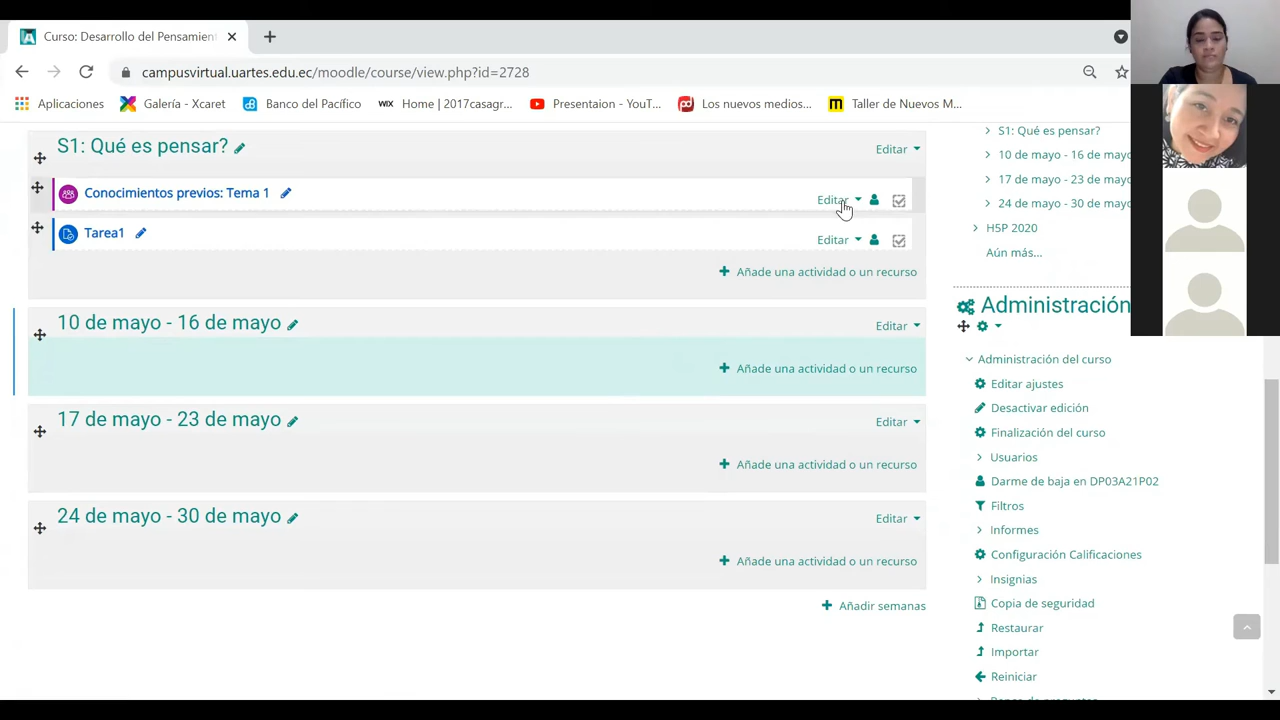 Curso: Desarrollo del Pensamien
campusvirtual.uartes.edu.ec/moodle/course/view.php?id=2728
Aplicaciones
Galería - Xcaret
Banco del Pacífico
WIX Home | 2017casagr...
Presentaion - YouT...
Los nuevos medios...
Taller de Nuevos M...
S1: Qué es pensar?
Editar
Conocimientos previos: Tema 1
Editar
Tarea1
Editar
Añade una actividad o un recurso
10 de mayo - 16 de mayo
Editar
Añade una actividad o un recurso
17 de mayo - 23 de mayo
Editar
Añade una actividad o un recurso
24 de mayo - 30 de mayo
Editar
Añade una actividad o un recurso
Añadir semanas
S1: Qué es pensar?
10 de mayo - 16 de mayo
17 de mayo - 23 de mayo
24 de mayo - 30 de mayo
H5P 2020
Aún más...
Administración
Administración del curso
Editar ajustes
Desactivar edición
Finalización del curso
Usuarios
Darme de baja en DP03A21P02
Filtros
Informes
Configuración Calificaciones
Insignias
Copia de seguridad
Restaurar
Importar
Reiniciar